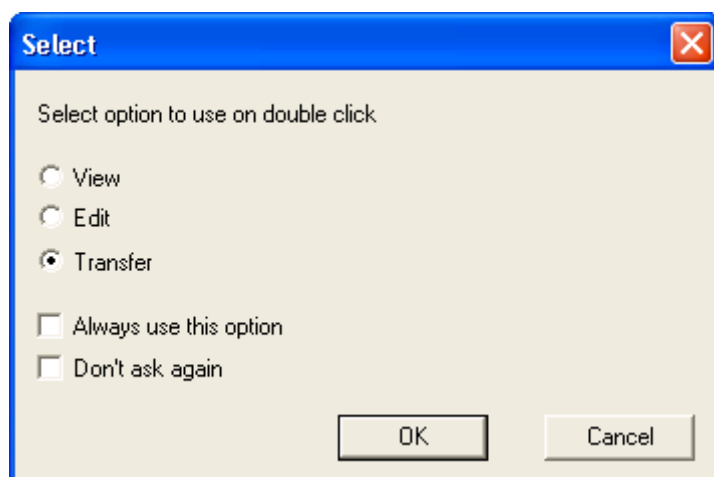 Select
Select option to use on double click
View
Edit
Transfer
Always use this option
Don't ask again
OK Cancel